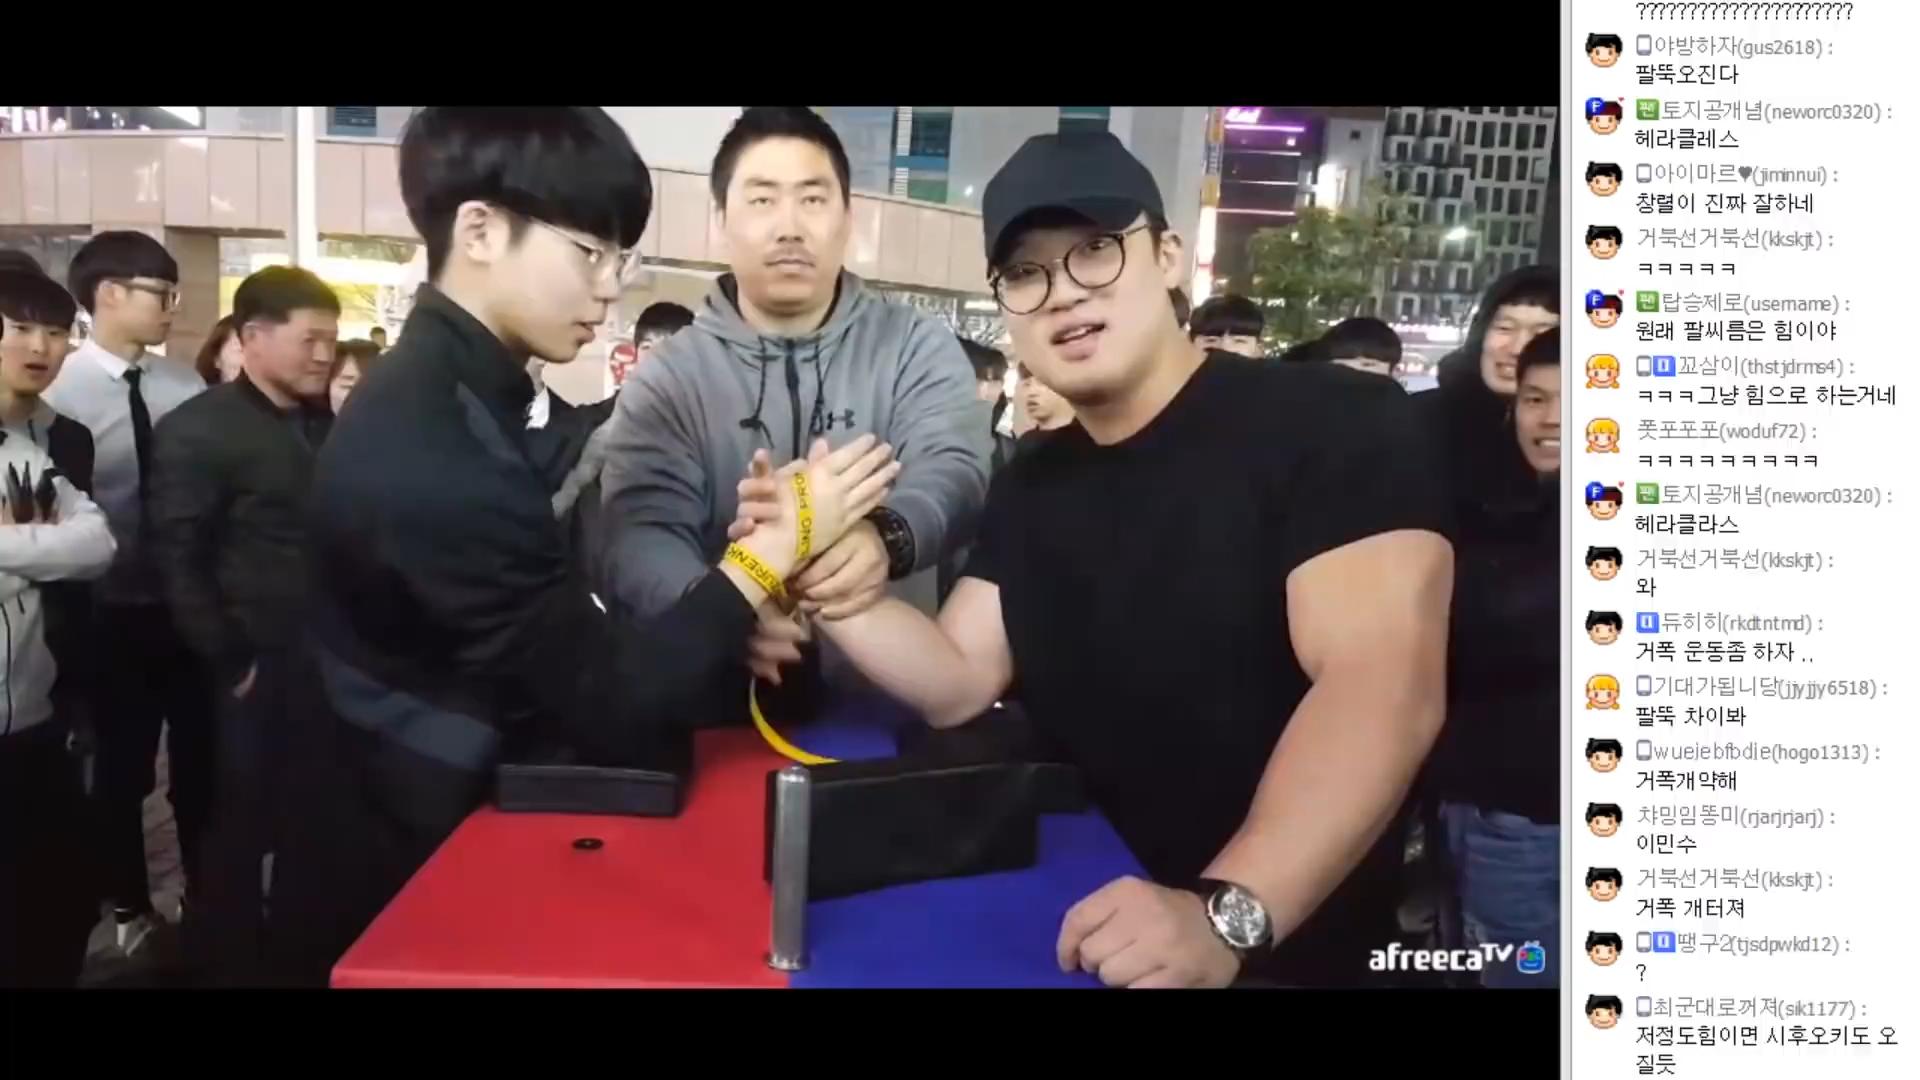 ?????????????????????
야방하자(gus2618) :
팔뚝오진다
팬 토지공개념(neworc0320) :
헤라클레스
아이마르♥(jiminnui) :
창렬이 진짜 잘하네
거북선거북선(kkskjt) :
ㅋㅋㅋㅋㅋ
팬 탑승제로(username) :
원래 팔씨름은 힘이야
꼬삼이(thstjdrms4) :
ㅋㅋㅋ그냥 힘으로 하는거네
폿포포포(woduf72) :
ㅋㅋㅋㅋㅋㅋㅋㅋㅋ
팬 토지공개념(neworc0320) :
헤라클라스
거북선거북선(kkskjt) :
와
듀히히(rkdtntmd) :
거폭 운동좀 하자 ..
기대가됩니당(jjyjjy6518) :
팔뚝 차이봐
wuejebfbdje(hogo1313) :
거폭개약해
챠밍임똥미(rjarjrjarj) :
이민수
거북선거북선(kkskjt) :
거폭 개터져
땡구2(tjsdpwkd12) :
?
최군대로꺼져(sik1177) :
저정도힘이면 시후오키도 오
질듯
afreecaTV